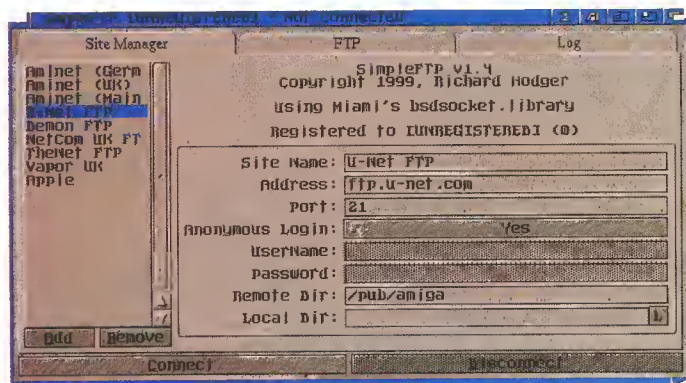 [UNREGISTERED] - Not connected
Site Manager
FTP
Log
Aminet (Germ
Aminet (UK)
Aminet (Main
U-Net FTP
Demon FTP
NetCom UK FT
TheNet FTP
Vapor UK
Apple
Add
Remove
SimpleFTP v1.4
Copyright 1999, Richard Hodger
Using Miami's bsdsocket.library
Registered to [UNREGISTERED] (0)
Site Name: U-Net FTP
Address: ftp.u-net.com
Port: 21
Anonymous Login: Yes
UserName:
Password:
Remote Dir: /pub/amiga
Local Dir:
Connect
Disconnect